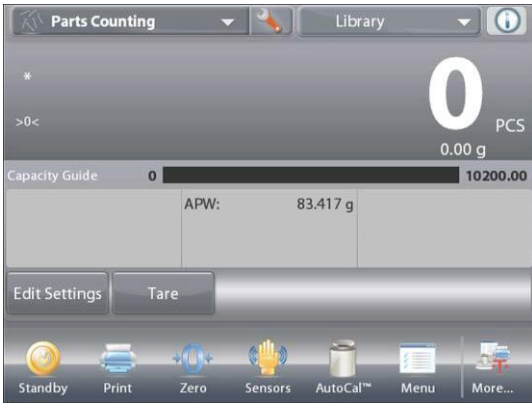 Parts Counting
Library
*
0
>0<
PCS
0.00 g
Capacity Guide 0 10200.00
APW: 83.417 g
Edit Settings Tare
Standby Print Zero Sensors AutoCal™ Menu More...